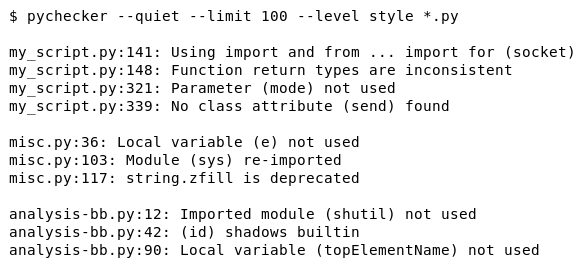 $ pychecker --quiet --limit 100 --level style *.py
my_script.py:141: Using import and from ... import for (socket)
my_script.py:148: Function return types are inconsistent
my_script.py:321: Parameter (mode) not used
my_script.py:339: No class attribute (send) found
misc.py:36: Local variable (e) not used
misc.py:103: Module (sys) re-imported
misc.py:117: string.zfill is deprecated
analysis-bb.py:12: Imported module (shutil) not used
analysis-bb.py:42: (id) shadows builtin
analysis-bb.py:90: Local variable (topElementName) not used